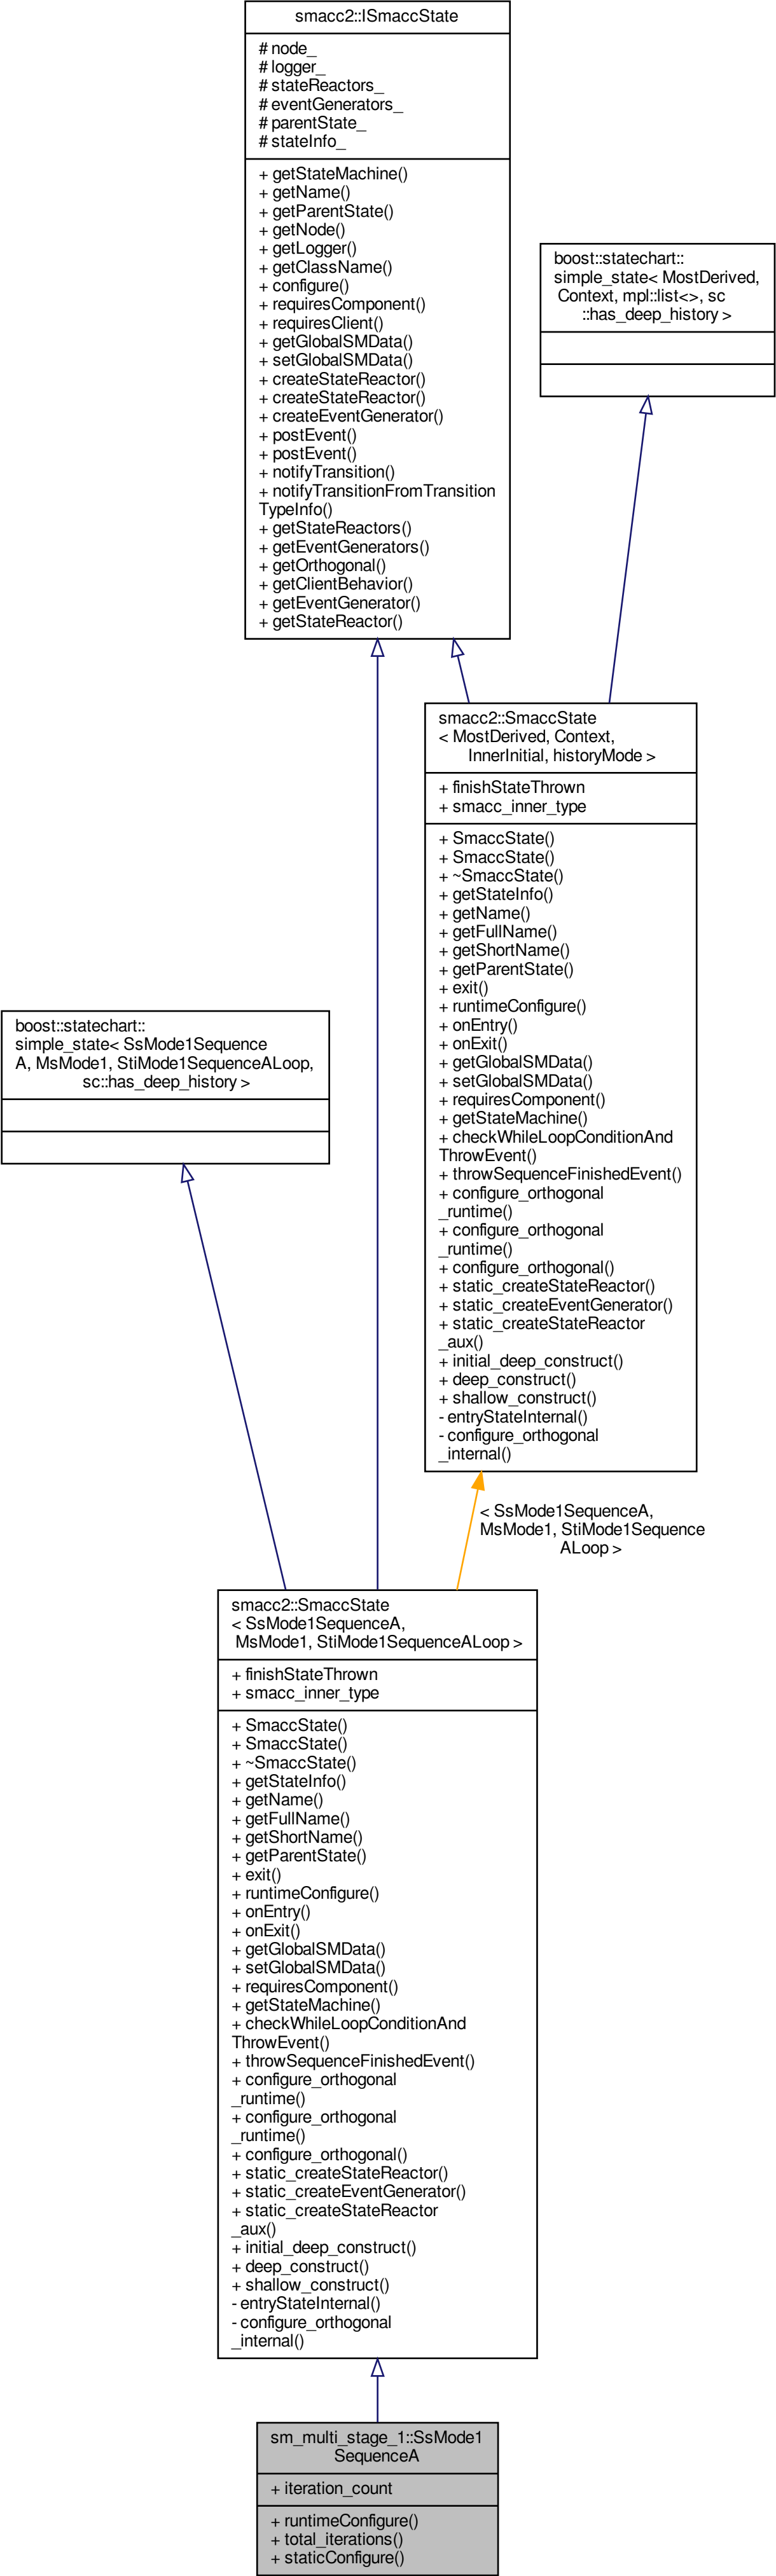 smacc2::ISmaccState
# node_
# logger_
# stateReactors_
# eventGenerators_
# parentState_
# stateInfo_
+ getStateMachine()
+ getName()
+ getParentState()
+ getNode()
+ getLogger()
+ getClassName()
+ configure()
+ requiresComponent()
+ requiresClient()
+ getGlobalSMData()
+ setGlobalSMData()
+ createStateReactor()
+ createStateReactor()
+ createEventGenerator()
+ postEvent()
+ postEvent()
+ notifyTransition()
+ notifyTransitionFromTransition
TypeInfo()
+ getStateReactors()
+ getEventGenerators()
+ getOrthogonal()
+ getClientBehavior()
+ getEventGenerator()
+ getStateReactor()
boost::statechart::
simple_state< MostDerived,
Context, mpl::list<>, sc
::has_deep_history >
smacc2::SmaccState
< MostDerived, Context,
InnerInitial, historyMode >
+ finishStateThrown
+ smacc_inner_type
+ SmaccState()
+ SmaccState()
+ ~SmaccState()
+ getStateInfo()
+ getName()
+ getFullName()
+ getShortName()
+ getParentState()
+ exit()
+ runtimeConfigure()
+ onEntry()
+ onExit()
+ getGlobalSMData()
+ setGlobalSMData()
+ requiresComponent()
+ getStateMachine()
+ checkWhileLoopConditionAnd
ThrowEvent()
+ throwSequenceFinishedEvent()
+ configure_orthogonal
_runtime()
+ configure_orthogonal
_runtime()
+ configure_orthogonal()
+ static_createStateReactor()
+ static_createEventGenerator()
+ static_createStateReactor
_aux()
+ initial_deep_construct()
+ deep_construct()
+ shallow_construct()
- entryStateInternal()
- configure_orthogonal
_internal()
boost::statechart::
simple_state< SsMode1Sequence
A, MsMode1, StiMode1SequenceALoop,
sc::has_deep_history >
< SsMode1SequenceA,
MsMode1, StiMode1Sequence
ALoop >
smacc2::SmaccState
< SsMode1SequenceA,
MsMode1, StiMode1SequenceALoop >
+ finishStateThrown
+ smacc_inner_type
+ SmaccState()
+ SmaccState()
+ ~SmaccState()
+ getStateInfo()
+ getName()
+ getFullName()
+ getShortName()
+ getParentState()
+ exit()
+ runtimeConfigure()
+ onEntry()
+ onExit()
+ getGlobalSMData()
+ setGlobalSMData()
+ requiresComponent()
+ getStateMachine()
+ checkWhileLoopConditionAnd
ThrowEvent()
+ throwSequenceFinishedEvent()
+ configure_orthogonal
_runtime()
+ configure_orthogonal
_runtime()
+ configure_orthogonal()
+ static_createStateReactor()
+ static_createEventGenerator()
+ static_createStateReactor
_aux()
+ initial_deep_construct()
+ deep_construct()
+ shallow_construct()
- entryStateInternal()
- configure_orthogonal
_internal()
sm_multi_stage_1::SsMode1
SequenceA
+ iteration_count
+ runtimeConfigure()
+ total_iterations()
+ staticConfigure()